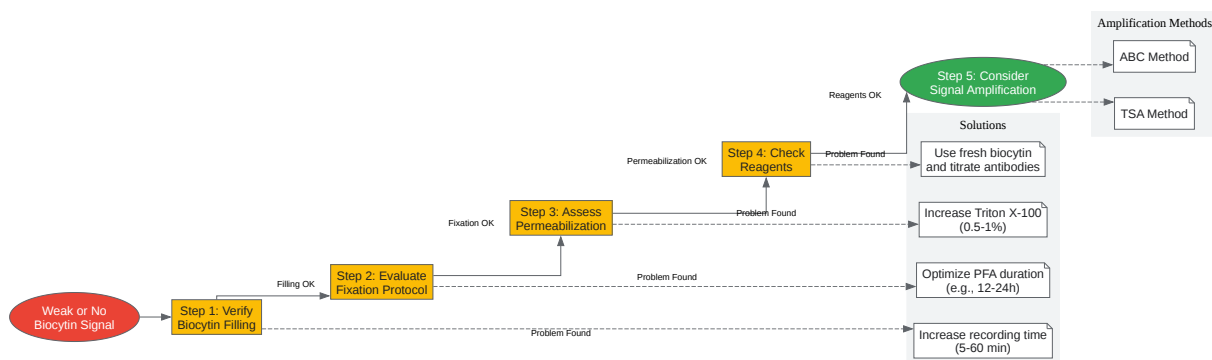 Amplification Methods
ABC Method
TSA Method
Step 5: Consider
Signal Amplification
Reagents OK
Solutions
Step 4: Check
Reagents
Permeabilization OK
Problem Found
Use fresh biocytin
and titrate antibodies
Step 3: Assess
Permeabilization
Fixation OK
Problem Found
Increase Triton X-100
(0.5-1%)
Step 2: Evaluate
Fixation Protocol
Filling OK
Problem Found
Optimize PFA duration
(e.g., 12-24h)
Weak or No
Biocytin Signal
Step 1: Verify
Biocytin Filling
Problem Found
Increase recording time
(5-60 min)